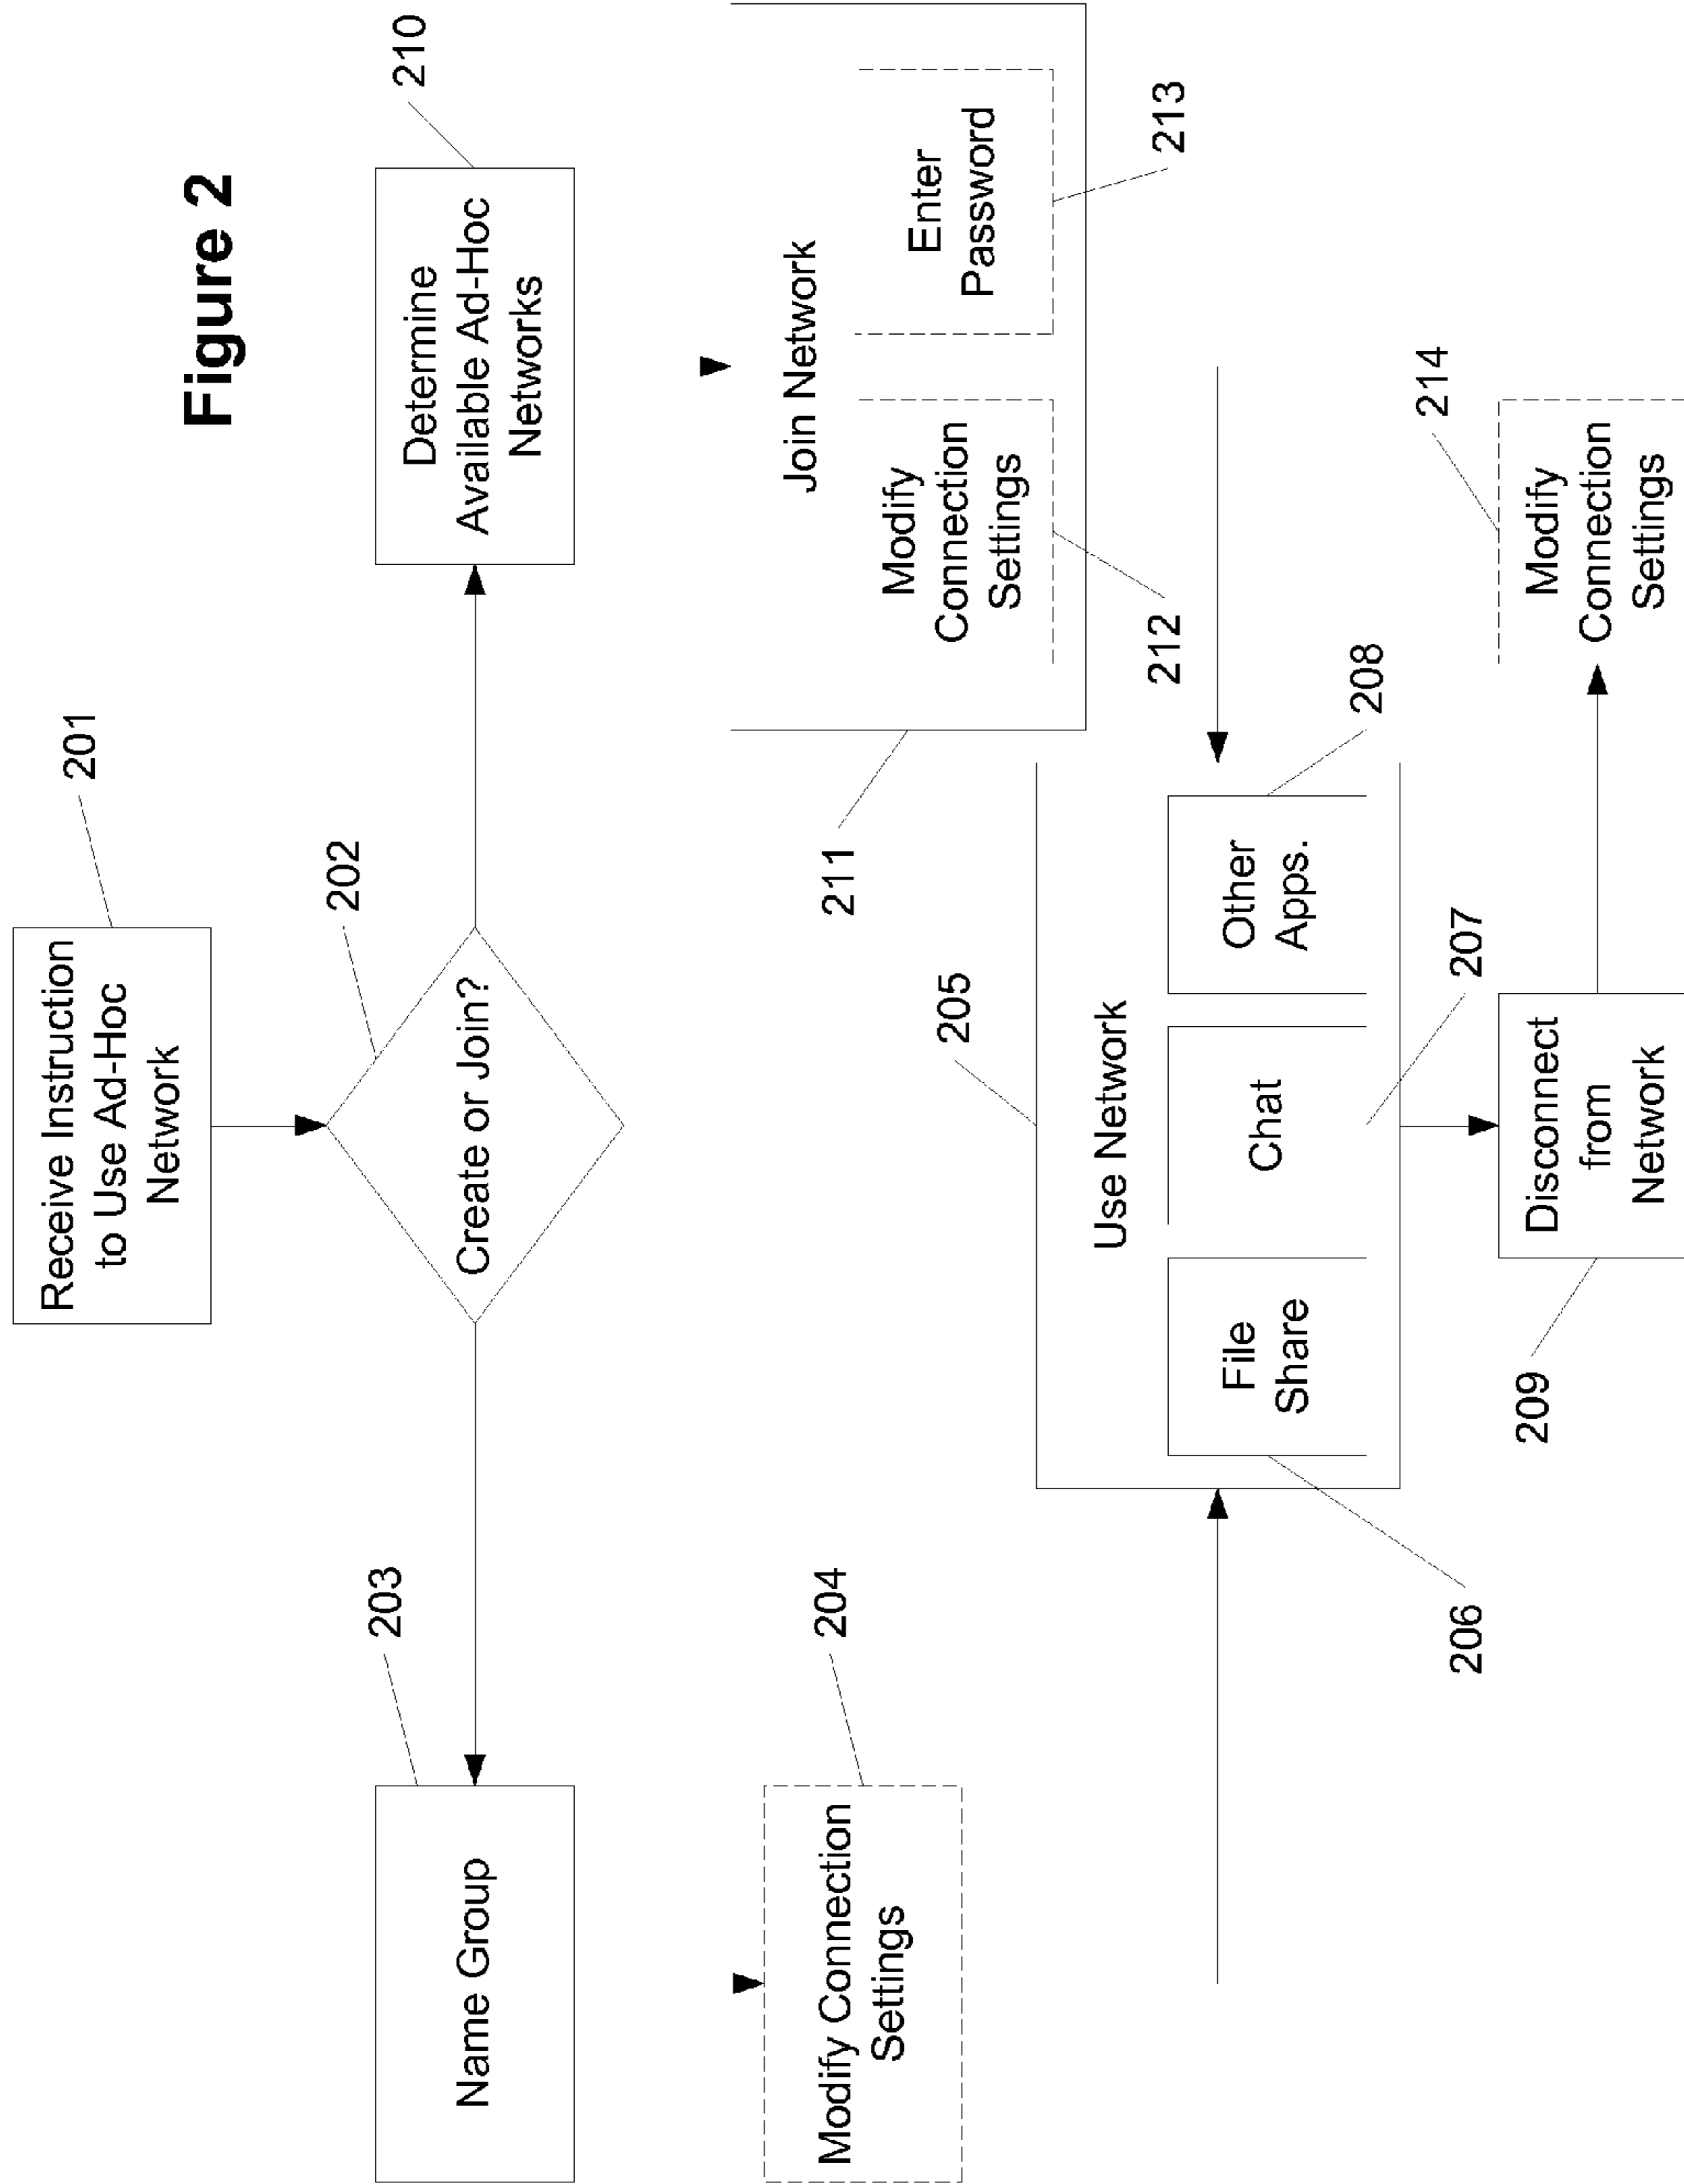 Figure 2
Receive Instruction
to Use Ad-Hoc
Network
201
Create or Join?
202
Name Group
203
Determine
Available Ad-Hoc
Networks
210
Modify Connection
Settings
204
Join Network
Modify
Connection
Settings
Enter
Password
211
212
213
Use Network
205
File
Share
Chat
Other
Apps.
206
207
208
Disconnect
from
Network
209
Modify
Connection
Settings
214